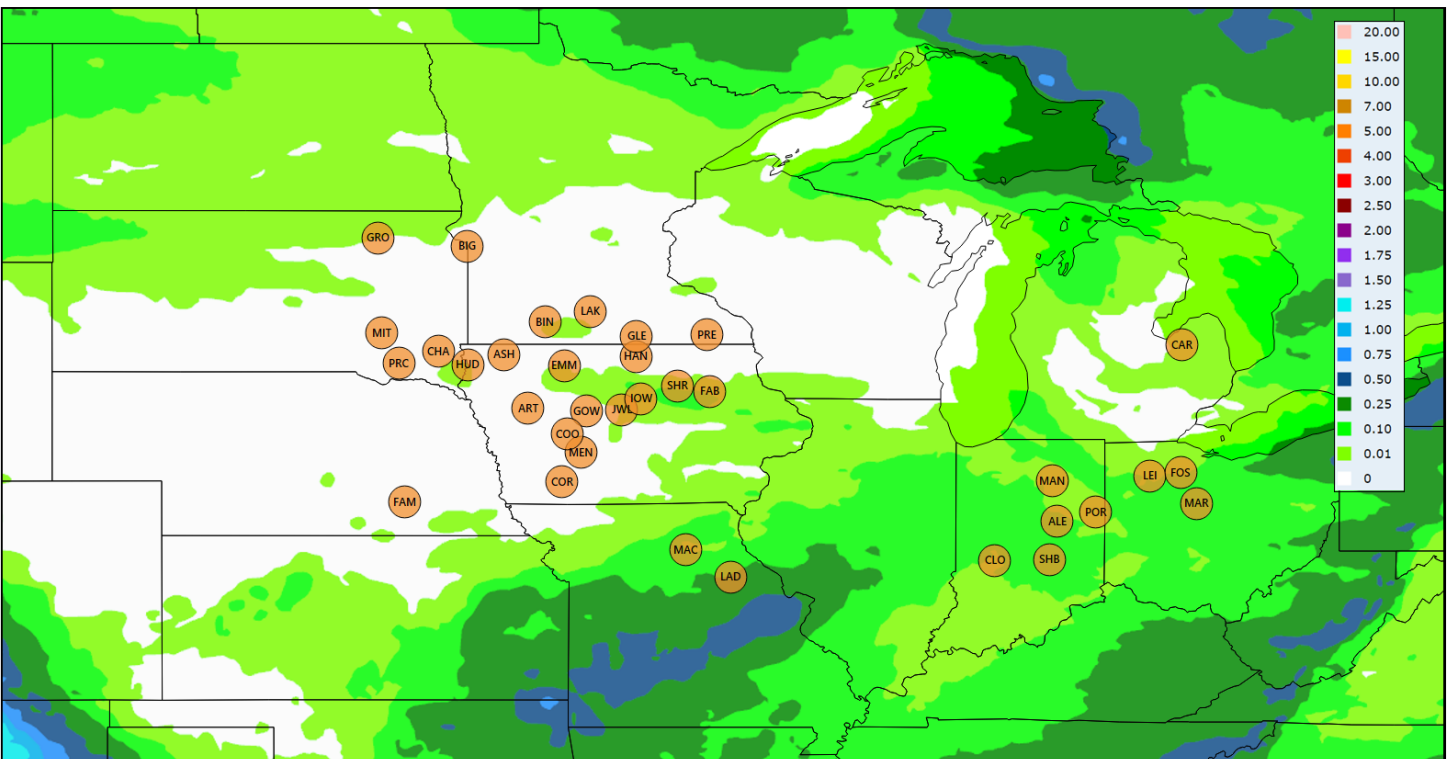 20.00
15.00
10.00
7.00
5.00
4.00
3.00
2.50
2.00
1.75
1.50
1.25
1.00
0.75
0.50
0.25
0.10
0.01
0
GRO
BIG
LAK
BIN
MIT
GLE
PRE
CAR
CHA
ASH
HAN
PRC
HUD
EMM
SHR
FAB
IOW
ART
GOW
JWL
COO
MEN
COR
FAM
MAN
LEI
FOS
MAR
POR
ALE
MAC
CLO
SHB
LAD